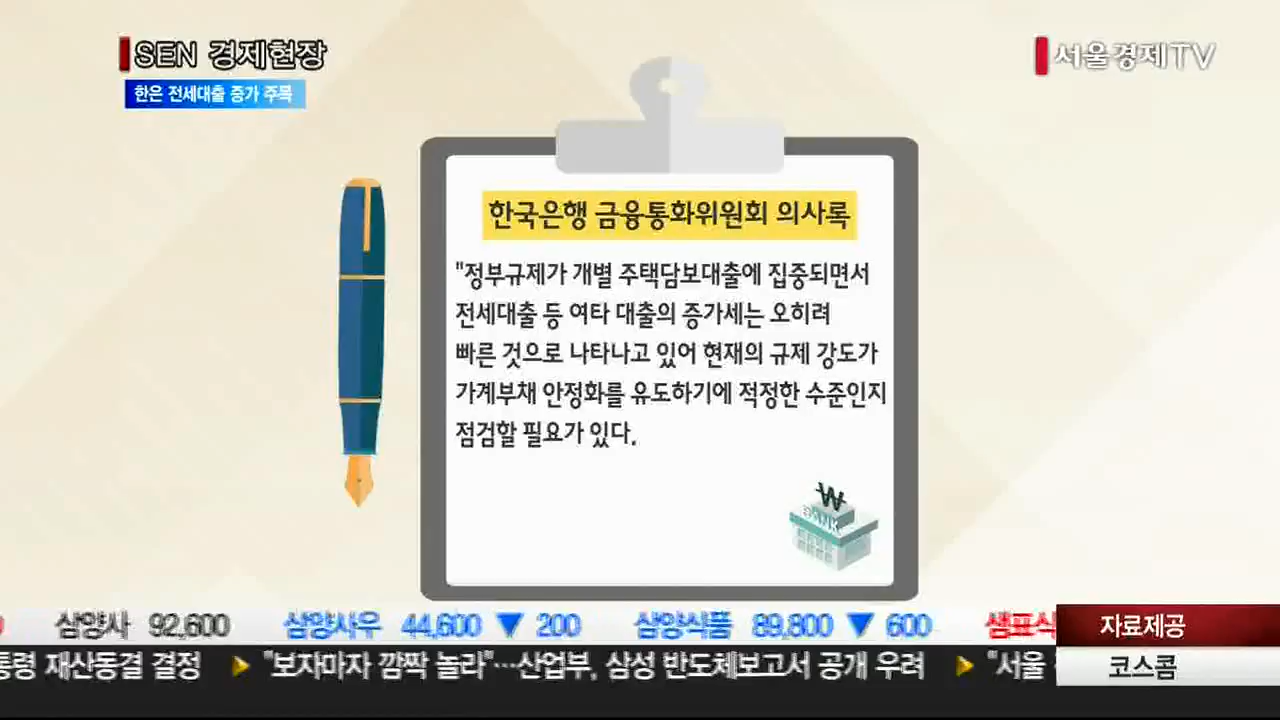 SEN 경제현장
서울경제TV
한은 전세대출 증가 주목
한국은행 금융통화위원회 의사록
"정부규제가 개별 주택담보대출에 집중되면서
전세대출 등 여타 대출의 증가세는 오히려
빠른 것으로 나타나고 있어 현재의 규제 강도가
가계부채 안정화를 유도하기에 적정한 수준인지
점검할 필요가 있다.
₩
BANK
삼양사 92,600 삼양사우 44,600 ▼ 200 삼양식품 89,800 ▼ 600 샘표식
자료제공
통령 재산동결 결정 ▶ "보자마자 깜짝 놀라"…산업부, 삼성 반도체보고서 공개 우려 ▶ "서울
코스콤